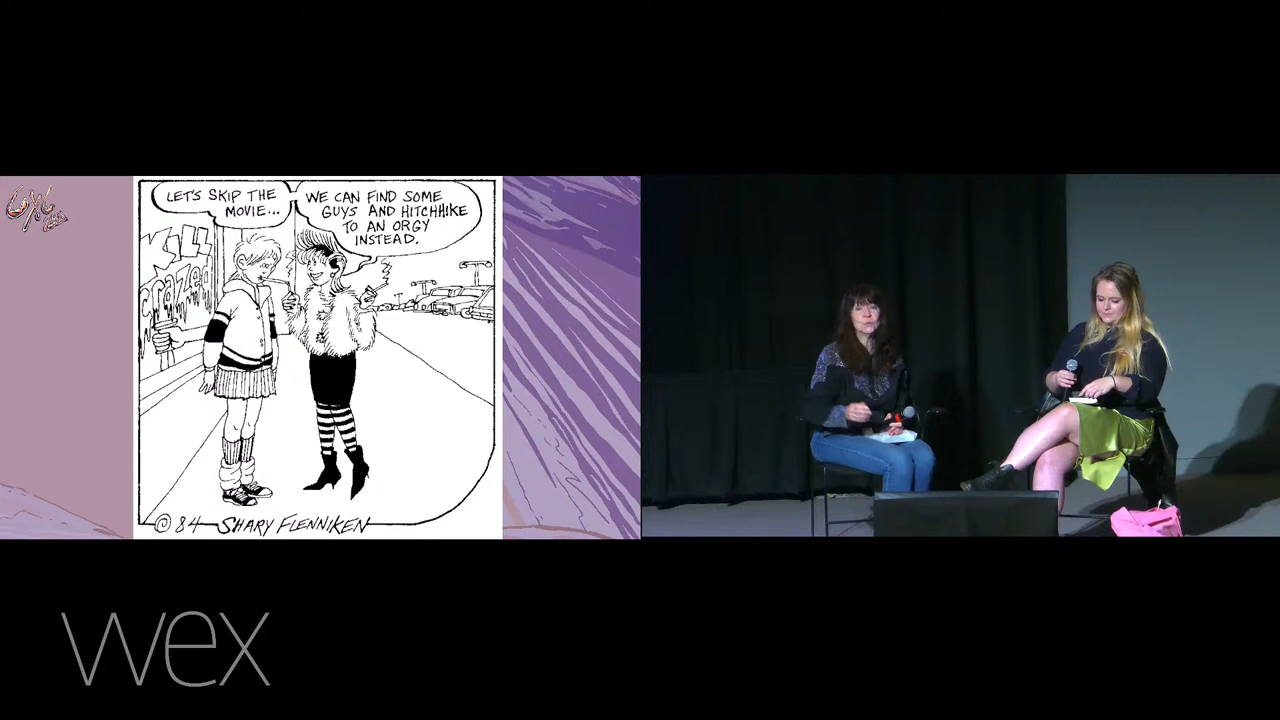 LET'S SKIP THE
MOVIE...
WE CAN FIND SOME
GUYS AND HITCHHIKE
TO AN ORGY
INSTEAD.
KILL
crazed
© 84 SHARY FLENNIKEN
wex